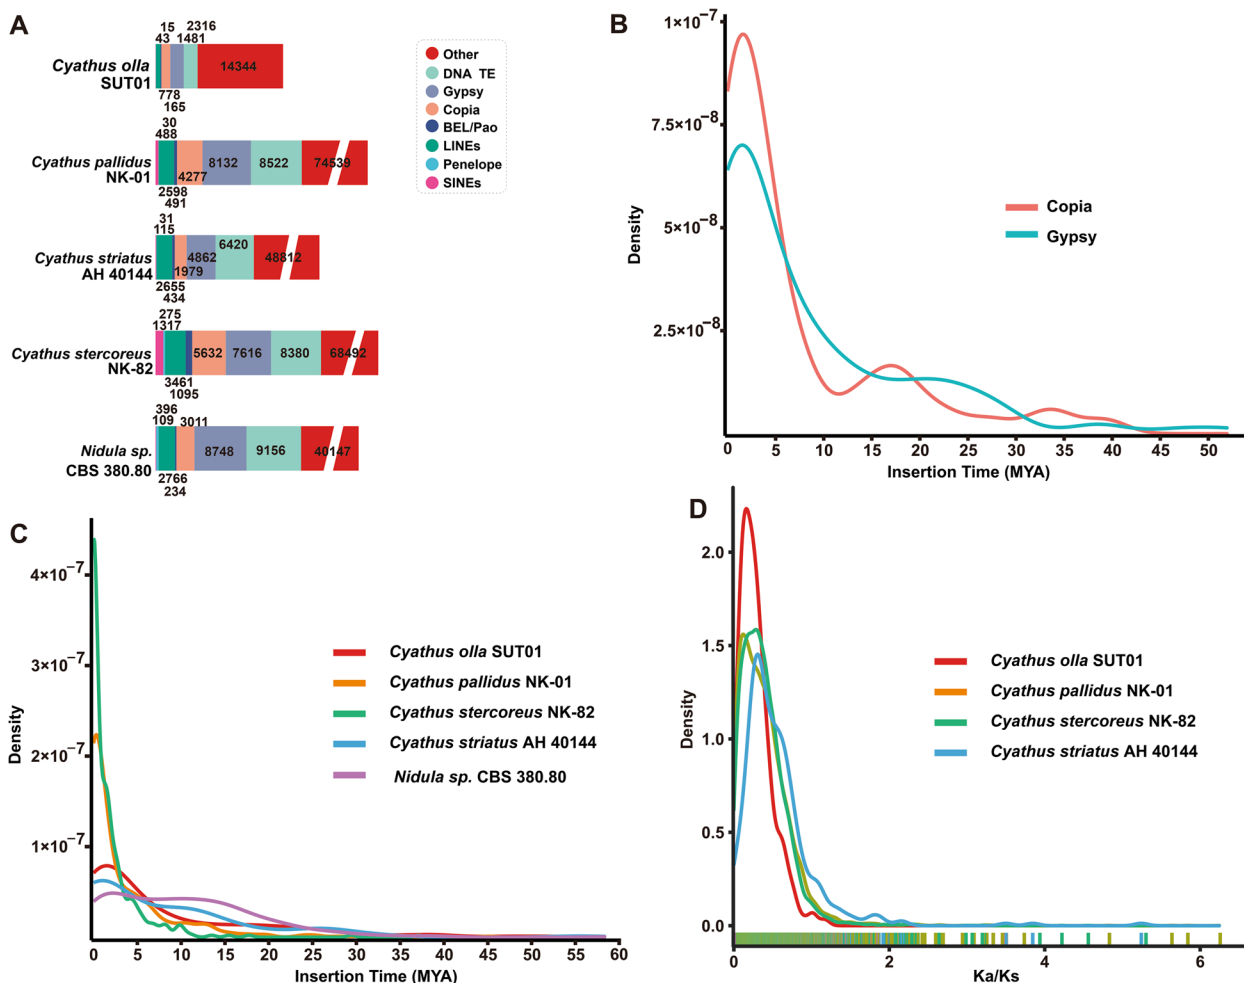 A
15
2316
43
1481
Cyathus olla
SUT01
14344
778
165
30
488
Cyathus pallidus
NK-01
4277
8132
8522
74539
2598
491
31
115
Cyathus striatus
AH 40144
1979
4862
6420
48812
2655
434
275
1317
Cyathus stercoreus
NK-82
5632
7616
8380
68492
3461
1095
396
109
3011
Nidula sp.
CBS 380.80
8748
9156
40147
2766
234
Other
DNA TE
Gypsy
Copia
BEL/Pao
LINEs
Penelope
SINEs
B
1×10⁻⁷
7.5×10⁻⁸
5×10⁻⁸
2.5×10⁻⁸
Density
Copia
Gypsy
0 5 10 15 20 25 30 35 40 45 50
Insertion Time (MYA)
C
4×10⁻⁷
3×10⁻⁷
2×10⁻⁷
1×10⁻⁷
Density
Cyathus olla SUT01
Cyathus pallidus NK-01
Cyathus stercoreus NK-82
Cyathus striatus AH 40144
Nidula sp. CBS 380.80
0 5 10 15 20 25 30 35 40 45 50 55 60
Insertion Time (MYA)
D
2.0
1.5
1.0
0.5
0.0
Density
Cyathus olla SUT01
Cyathus pallidus NK-01
Cyathus stercoreus NK-82
Cyathus striatus AH 40144
0 2 4 6
Ka/Ks